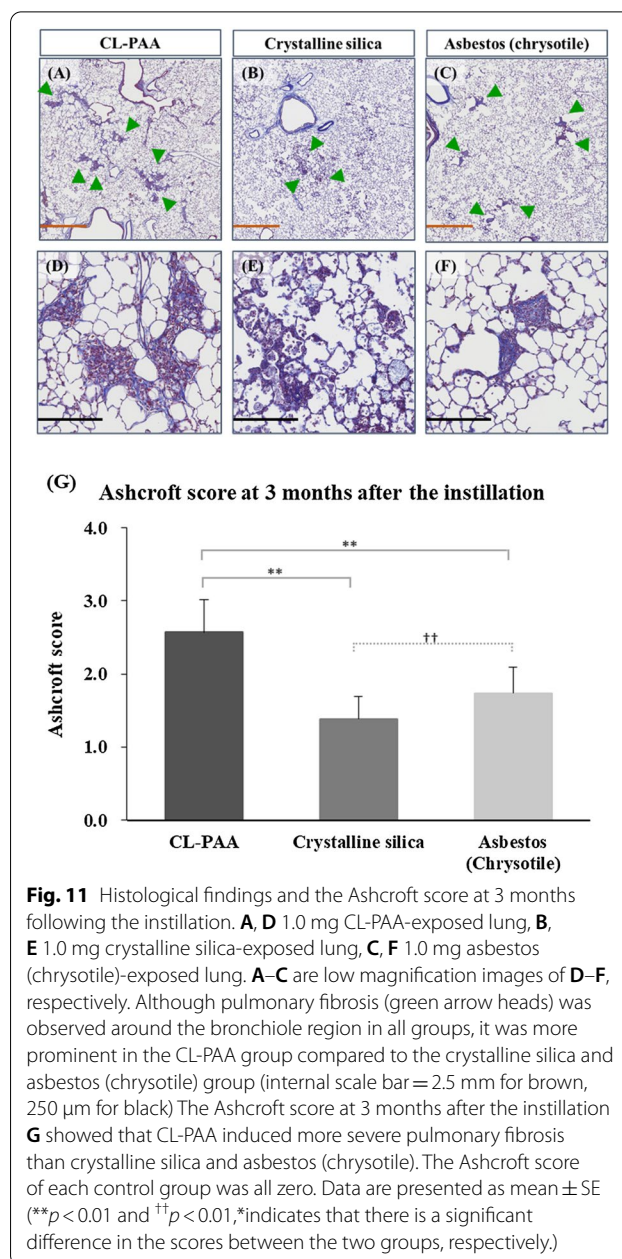 CL-PAA Crystalline silica Asbestos (chrysotile)
(A) (B) (C)
(D) (E) (F)
(G) Ashcroft score at 3 months after the instillation
4.0
3.0
2.0
1.0
0.0
Ashcroft score
**
**
††
CL-PAA Crystalline silica Asbestos
(Chrysotile)
Fig. 11 Histological findings and the Ashcroft score at 3 months
following the instillation. A, D 1.0 mg CL-PAA-exposed lung, B,
E 1.0 mg crystalline silica-exposed lung, C, F 1.0 mg asbestos
(chrysotile)-exposed lung. A–C are low magnification images of D–F,
respectively. Although pulmonary fibrosis (green arrow heads) was
observed around the bronchiole region in all groups, it was more
prominent in the CL-PAA group compared to the crystalline silica and
asbestos (chrysotile) group (internal scale bar = 2.5 mm for brown,
250 μm for black) The Ashcroft score at 3 months after the instillation
G showed that CL-PAA induced more severe pulmonary fibrosis
than crystalline silica and asbestos (chrysotile). The Ashcroft score
of each control group was all zero. Data are presented as mean ± SE
(**p < 0.01 and ††p < 0.01,*indicates that there is a significant
difference in the scores between the two groups, respectively.)